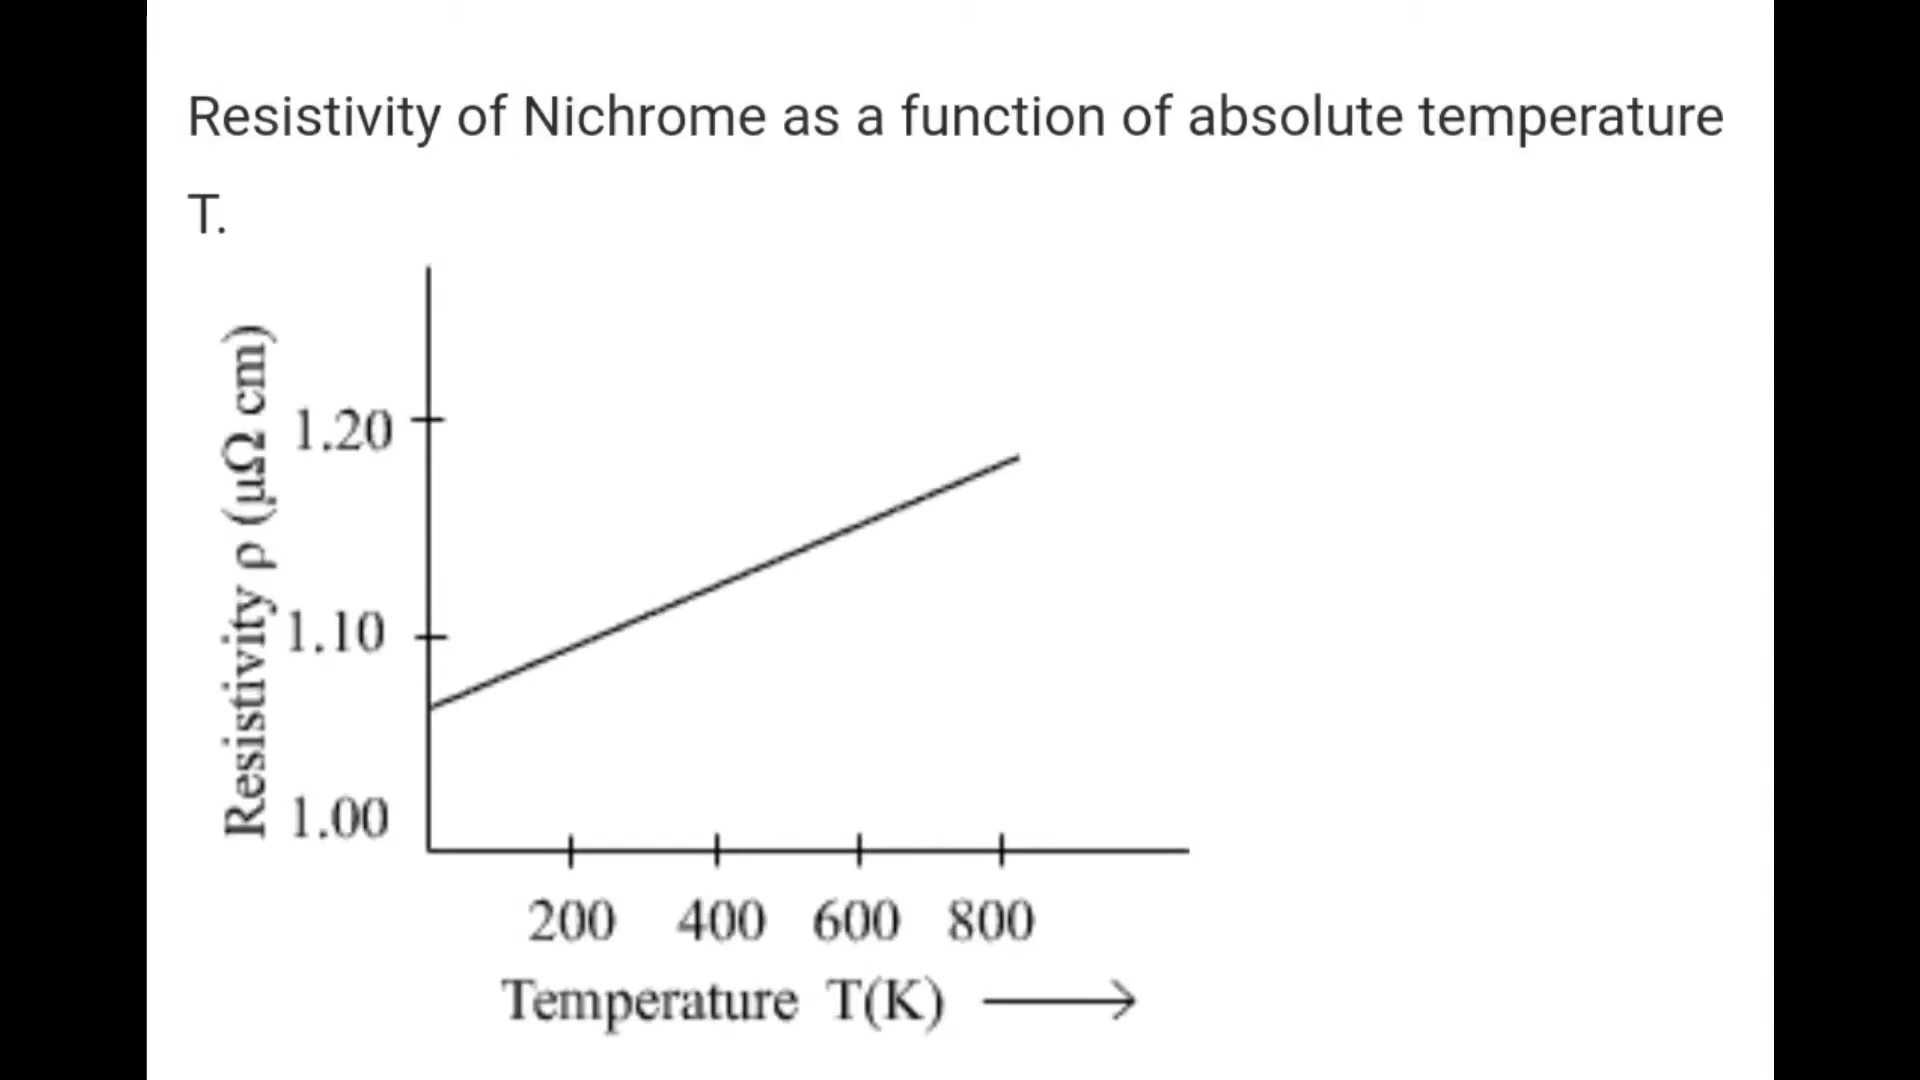 Resistivity of Nichrome as a function of absolute temperature
T.
Resistivity ρ (μΩ cm)
1.20
1.10
1.00
200 400 600 800
Temperature T(K)